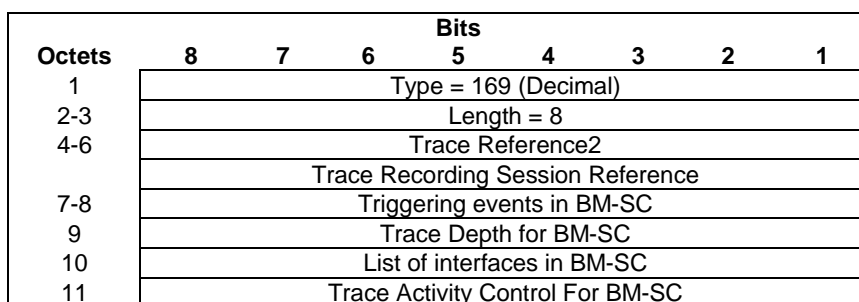 Bits
Octets 8 7 6 5 4 3 2 1
1 Type = 169 (Decimal)
2-3 Length = 8
4-6 Trace Reference2
Trace Recording Session Reference
7-8 Triggering events in BM-SC
9 Trace Depth for BM-SC
10 List of interfaces in BM-SC
11 Trace Activity Control For BM-SC